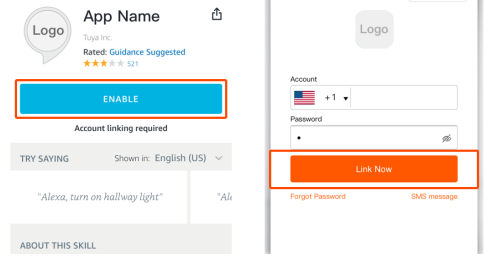 Logo
App Name
Tuya Inc.
Rated: Guidance Suggested
521
ENABLE
Account linking required
TRY SAYING
Shown in: English (US)
"Alexa, turn on hallway light"
"Al
ABOUT THIS SKILL
Logo
Account
+1
Password
Link Now
Forgot Password
SMS message